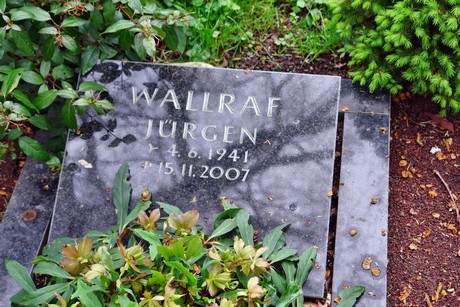 WALLRAF
JÜRGEN
* 4.6.1941
† 15.11.2007